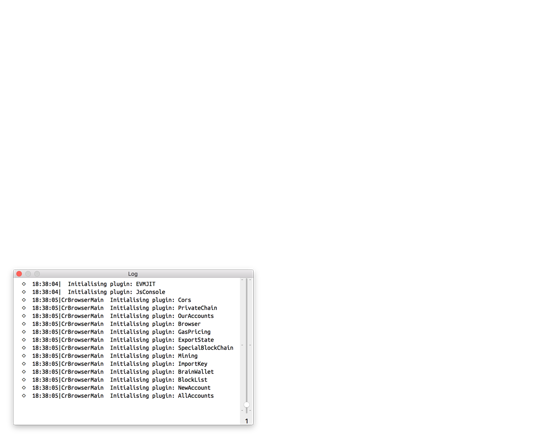 Log
18:38:04|  Initialising plugin: EVMJIT
18:38:04|  Initialising plugin: JsConsole
18:38:05|CrBrowserMain  Initialising plugin: Cors
18:38:05|CrBrowserMain  Initialising plugin: PrivateChain
18:38:05|CrBrowserMain  Initialising plugin: OurAccounts
18:38:05|CrBrowserMain  Initialising plugin: Browser
18:38:05|CrBrowserMain  Initialising plugin: GasPricing
18:38:05|CrBrowserMain  Initialising plugin: ExportState
18:38:05|CrBrowserMain  Initialising plugin: SpecialBlockChain
18:38:05|CrBrowserMain  Initialising plugin: Mining
18:38:05|CrBrowserMain  Initialising plugin: ImportKey
18:38:05|CrBrowserMain  Initialising plugin: BrainWallet
18:38:05|CrBrowserMain  Initialising plugin: BlockList
18:38:05|CrBrowserMain  Initialising plugin: NewAccount
18:38:05|CrBrowserMain  Initialising plugin: AllAccounts
1